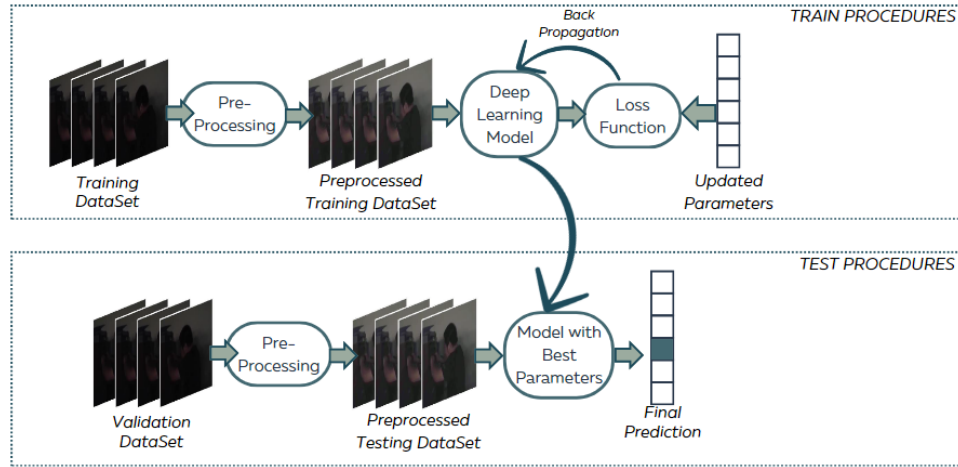 TRAIN PROCEDURES
Back
Propagation
Pre-
Processing
Deep
Learning
Model
Loss
Function
Training
DataSet
Preprocessed
Training DataSet
Updated
Parameters
TEST PROCEDURES
Pre-
Processing
Model with
Best
Parameters
Validation
DataSet
Preprocessed
Testing DataSet
Final
Prediction